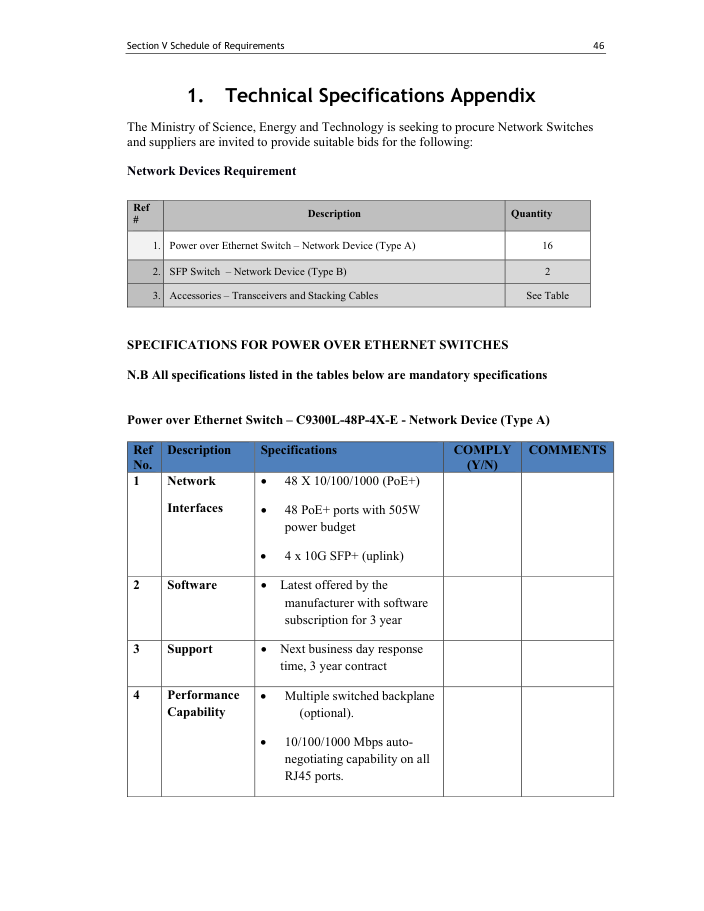 Section V Schedule of Requirements 46
1. Technical Specifications Appendix
The Ministry of Science, Energy and Technology is seeking to procure Network Switches
and suppliers are invited to provide suitable bids for the following:
Network Devices Requirement
Ref
#
Description
Quantity
1. Power over Ethernet Switch – Network Device (Type A) 16
2. SFP Switch – Network Device (Type B) 2
3. Accessories – Transceivers and Stacking Cables See Table
SPECIFICATIONS FOR POWER OVER ETHERNET SWITCHES
N.B All specifications listed in the tables below are mandatory specifications
Power over Ethernet Switch – C9300L-48P-4X-E - Network Device (Type A)
Ref
No.
Description
Specifications
COMPLY
(Y/N)
COMMENTS
1
Network
Interfaces
• 48 X 10/100/1000 (PoE+)
• 48 PoE+ ports with 505W
power budget
• 4 x 10G SFP+ (uplink)
2
Software
• Latest offered by the
manufacturer with software
subscription for 3 year
3
Support
• Next business day response
time, 3 year contract
4
Performance
Capability
• Multiple switched backplane
(optional).
• 10/100/1000 Mbps auto-
negotiating capability on all
RJ45 ports.